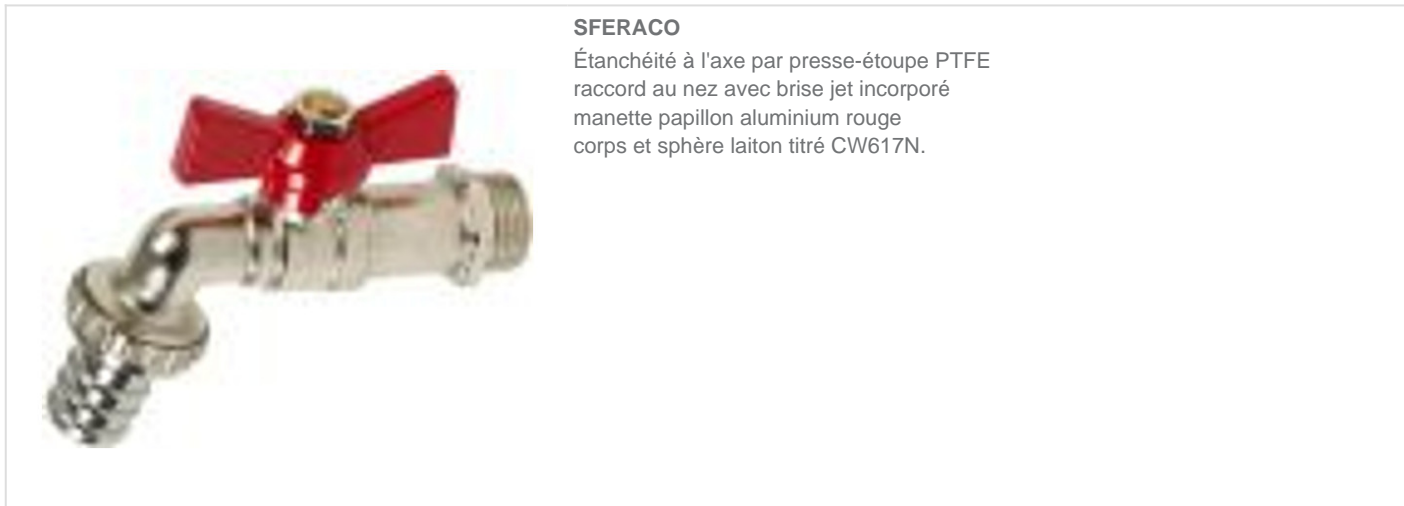 SFERACO
Étanchéité à l'axe par presse-étoupe PTFE
raccord au nez avec brise jet incorporé
manette papillon aluminium rouge
corps et sphère laiton titré CW617N.